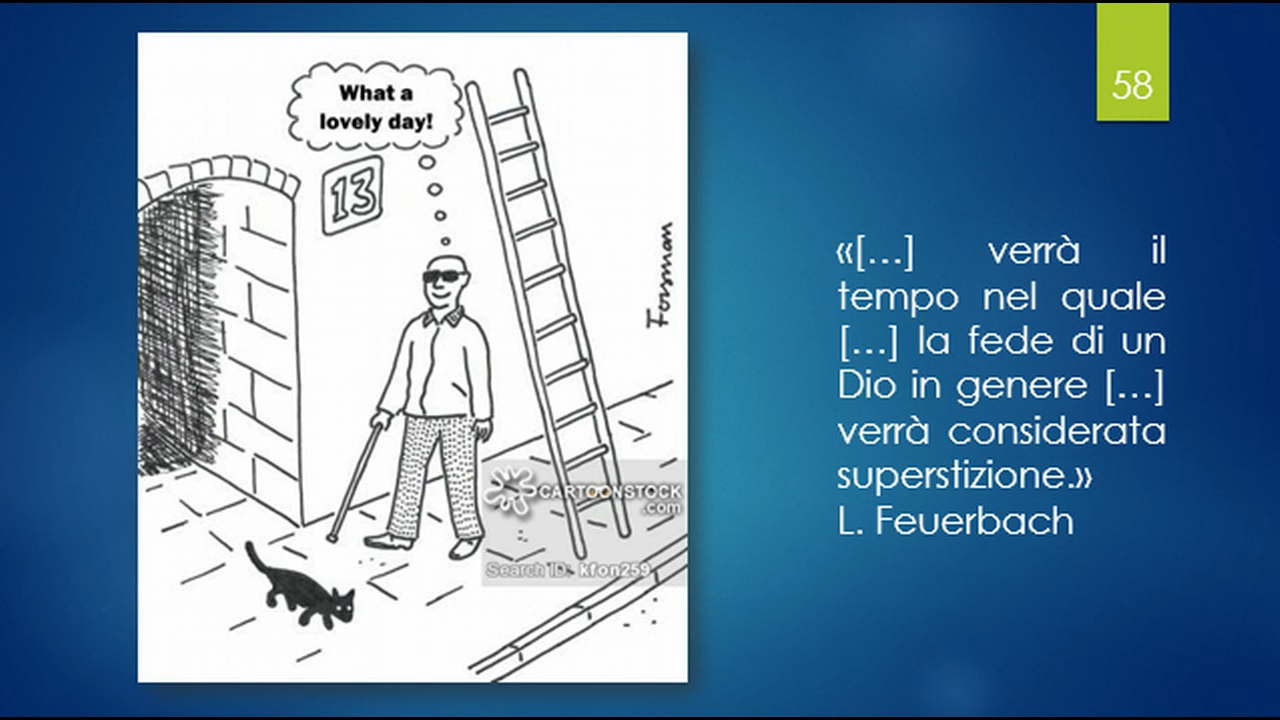 58
What a
lovely day!
13
Forsman
CARTOONSTOCK
.com
Search ID: kfon259
«[…] verrà il
tempo nel quale
[…] la fede di un
Dio in genere […]
verrà considerata
superstizione.»
L. Feuerbach